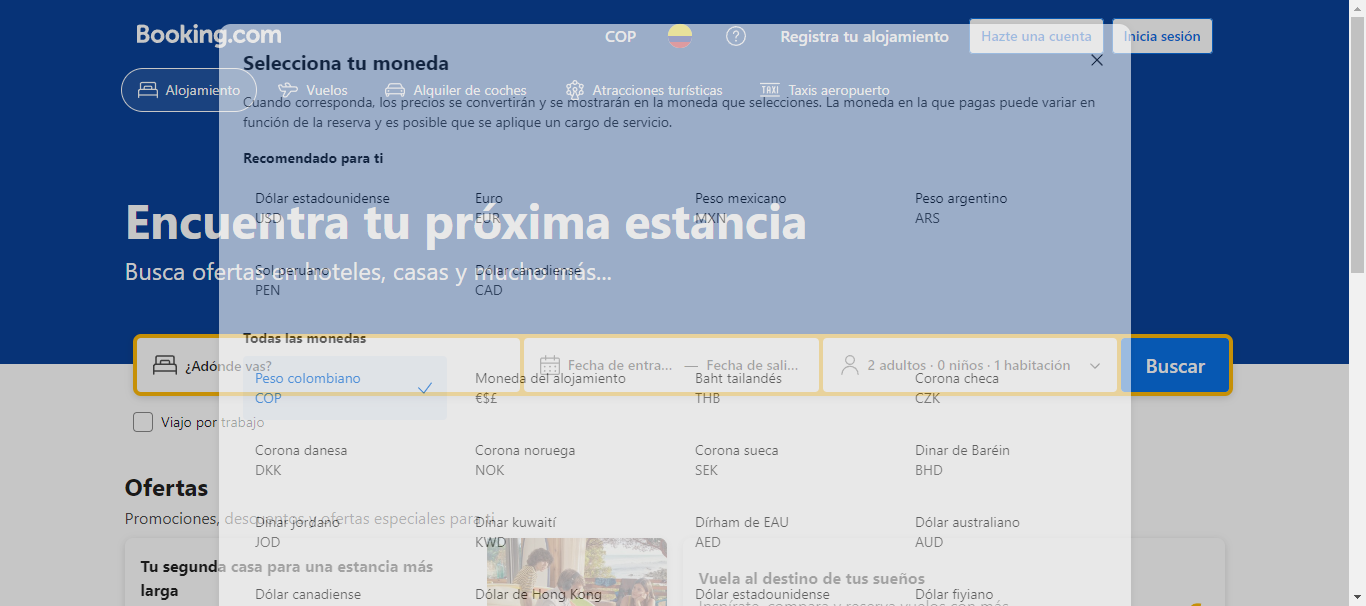 Booking.com
COP
Registra tu alojamiento
Hazte una cuenta
Inicia sesión
Selecciona tu moneda
Alojamiento
Vuelos
Alquiler de coches
Atracciones turísticas
TAXI
Taxis aeropuerto
Cuando corresponda, los precios se convertirán y se mostrarán en la moneda que selecciones. La moneda en la que pagas puede variar en
función de la reserva y es posible que se aplique un cargo de servicio.
Recomendado para ti
Dólar estadounidense
USD
Euro
EUR
Peso mexicano
MXN
Peso argentino
ARS
Encuentra tu próxima estancia
Busca ofertas en hoteles, casas y mucho más...
Sol peruano
PEN
Dólar canadiense
CAD
Todas las monedas
¿Adónde vas?
Fecha de entra... — Fecha de sali...
2 adultos · 0 niños · 1 habitación
Buscar
Peso colombiano
COP
Moneda del alojamiento
€$£
Baht tailandés
THB
Corona checa
CZK
Viajo por trabajo
Corona danesa
DKK
Corona noruega
NOK
Corona sueca
SEK
Dinar de Baréin
BHD
Ofertas
Promociones, descuentos y ofertas especiales para ti
Dinar jordano
JOD
Dinar kuwaití
KWD
Dírham de EAU
AED
Dólar australiano
AUD
Tu segunda casa para una estancia más
larga
Vuela al destino de tus sueños
Inspírate, compara y reserva vuelos con más
Dólar canadiense
Dólar de Hong Kong
Dólar estadounidense
Dólar fiyiano